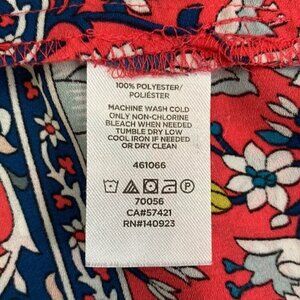 100% POLYESTER/
POLIÉSTER
MACHINE WASH COLD
ONLY NON-CHLORINE
BLEACH WHEN NEEDED
TUMBLE DRY LOW
COOL IRON IF NEEDED
OR DRY CLEAN
461066
70056
CA#57421
RN#140923